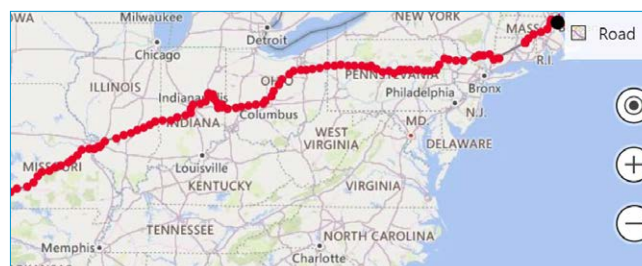 OWA
Milwaukee
NEW YORK
MASS
Road
Detroit
Chicago
R.I.
ILLINOIS
OHIO
PENNSYLVANIA
Bronx
Indianapolis
Philadelphia
Columbus
N.J.
INDIANA
MD.
WEST
VIRGINIA
DELAWARE
MISSOURI
Louisville
KENTUCKY
VIRGINIA
TENNESSEE
NORTH CAROLINA
Memphis
Charlotte